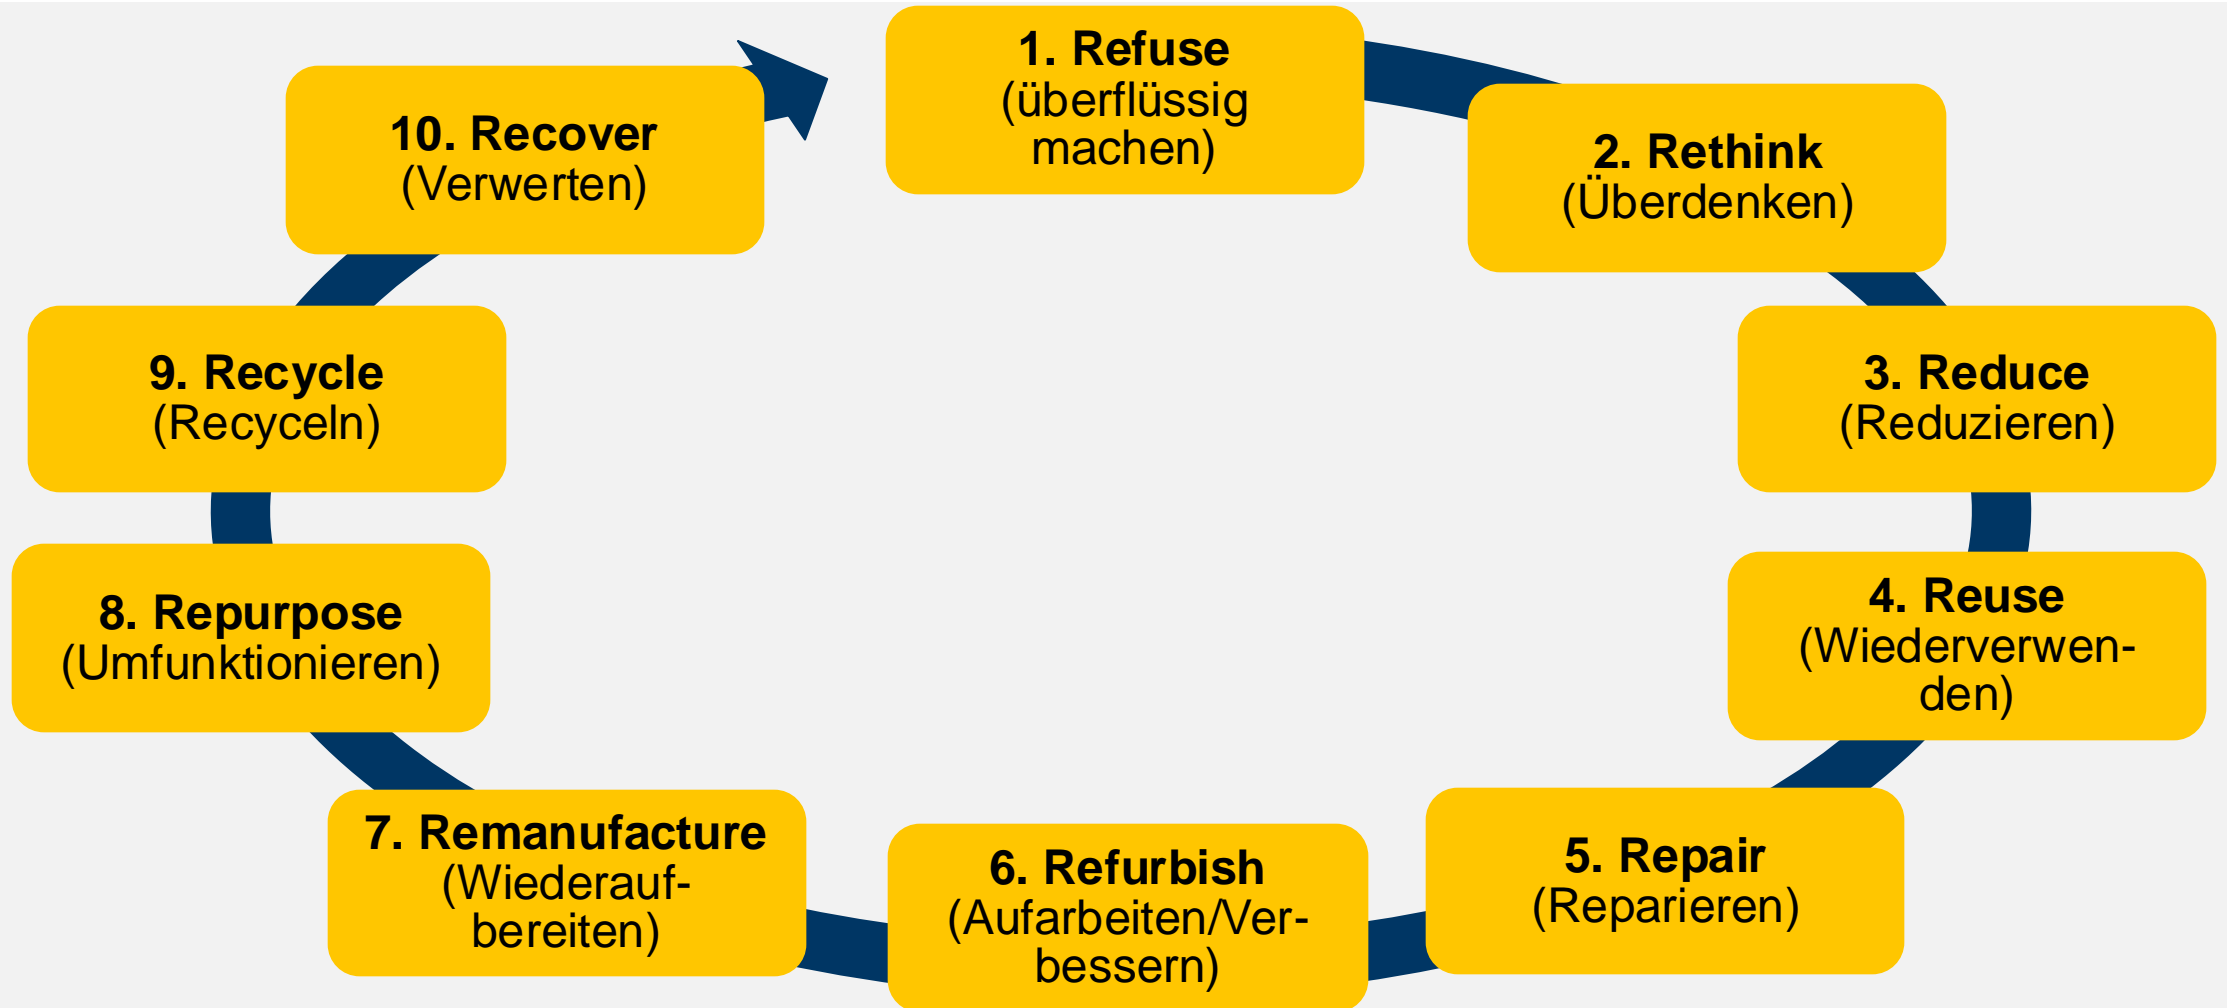 1. Refuse
(überflüssig
machen)
2. Rethink
(Überdenken)
3. Reduce
(Reduzieren)
4. Reuse
(Wiederverwen-
den)
5. Repair
(Reparieren)
6. Refurbish
(Aufarbeiten/Ver-
bessern)
7. Remanufacture
(Wiederauf-
bereiten)
8. Repurpose
(Umfunktionieren)
9. Recycle
(Recyceln)
10. Recover
(Verwerten)